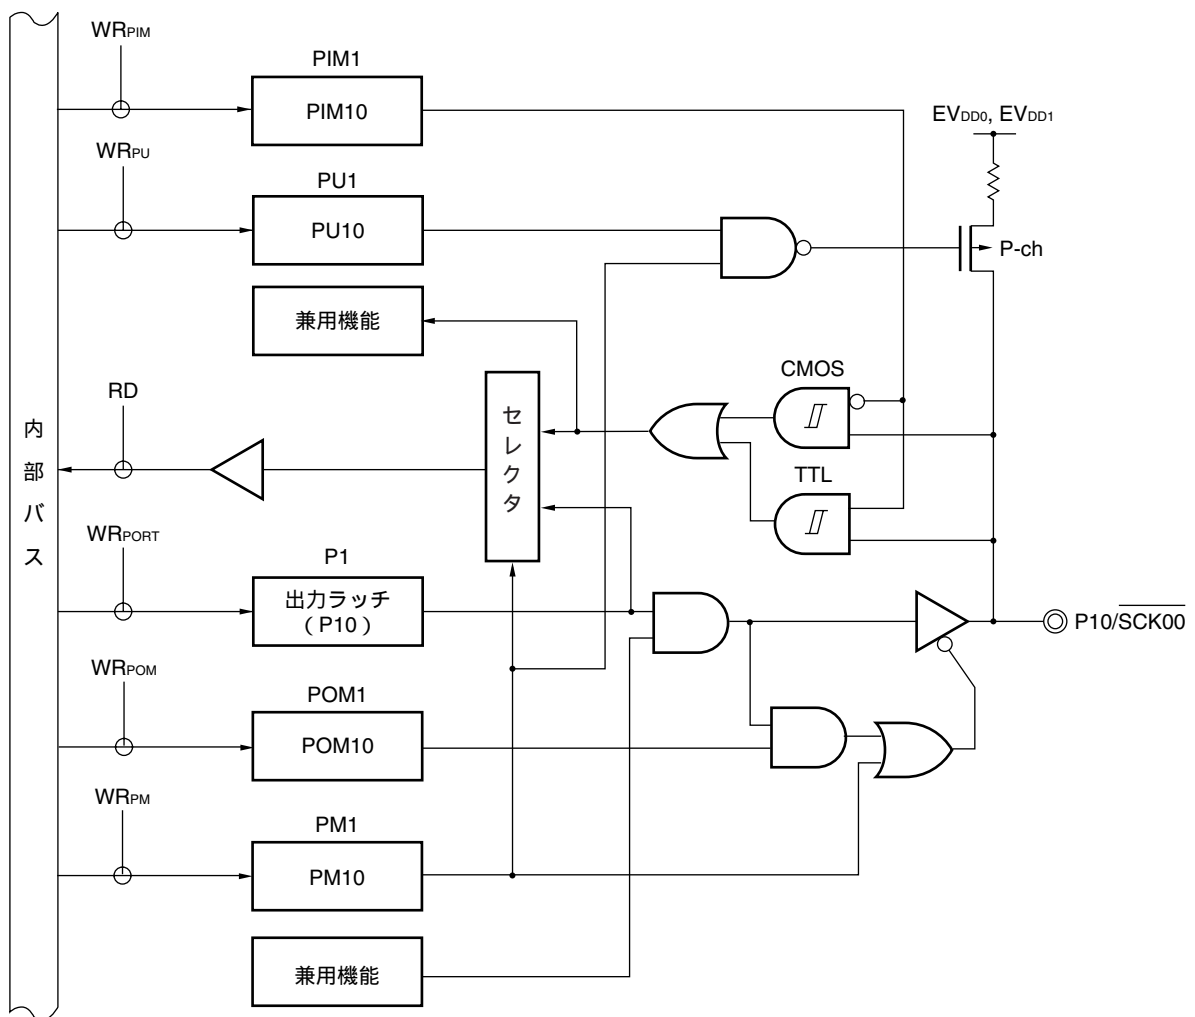 WRPIM
PIM1
PIM10
EVDD0, EVDD1
WRPU
PU1
PU10
P-ch
兼用機能
CMOS
RD
セレクタ
内部バス
TTL
WRPORT
P1
出力ラッチ
(P10)
P10/SCK00
WRPOM
POM1
POM10
WRPM
PM1
PM10
兼用機能